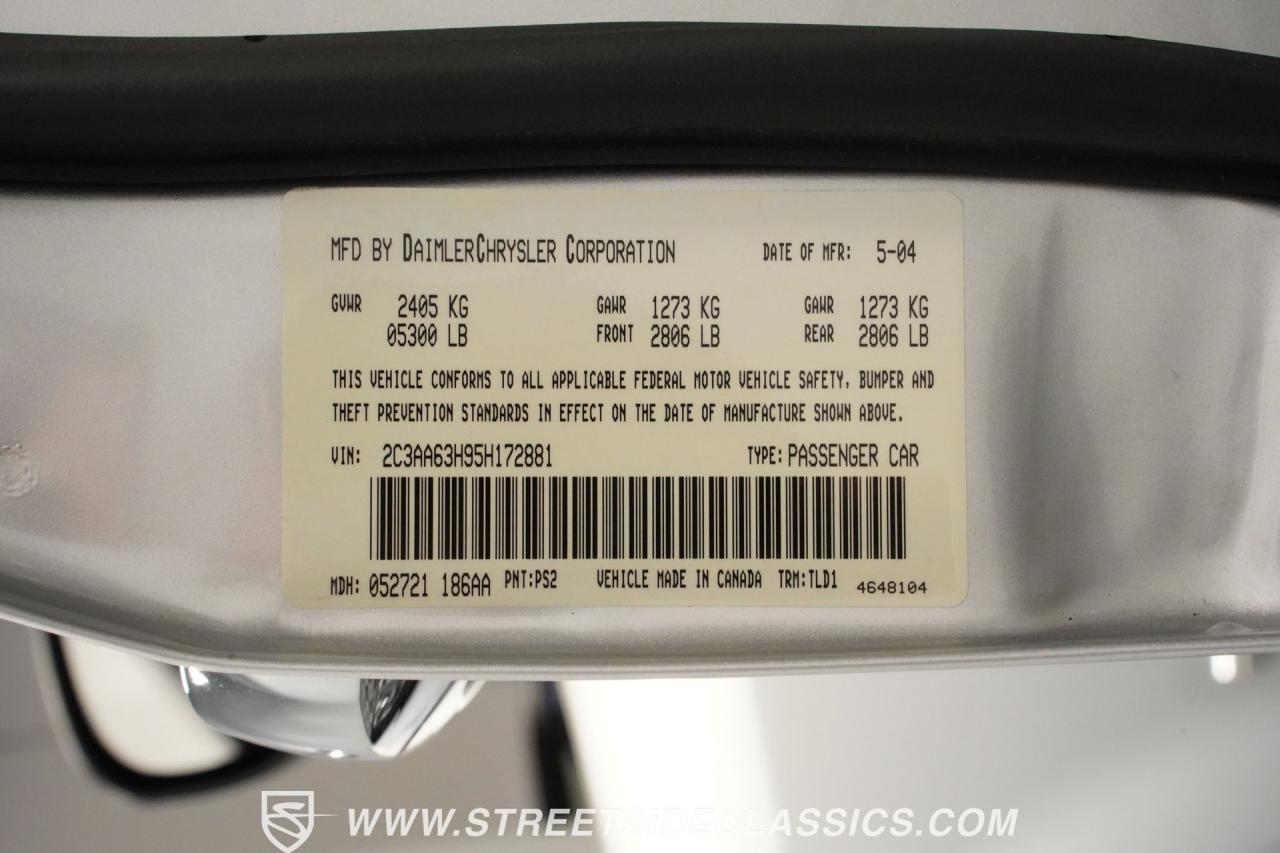 MFD BY DAIMLERCHRYSLER CORPORATION DATE OF MFR: 5-04
GVWR 2405 KG GAWR 1273 KG GAWR 1273 KG
05300 LB FRONT 2806 LB REAR 2806 LB
THIS VEHICLE CONFORMS TO ALL APPLICABLE FEDERAL MOTOR VEHICLE SAFETY, BUMPER AND
THEFT PREVENTION STANDARDS IN EFFECT ON THE DATE OF MANUFACTURE SHOWN ABOVE.
VIN: 2C3AA63H95H172881 TYPE: PASSENGER CAR
MDH: 052721 186AA PNT:PS2 VEHICLE MADE IN CANADA TRM:TLD1 4648104
WWW.STREETSIDECLASSICS.COM